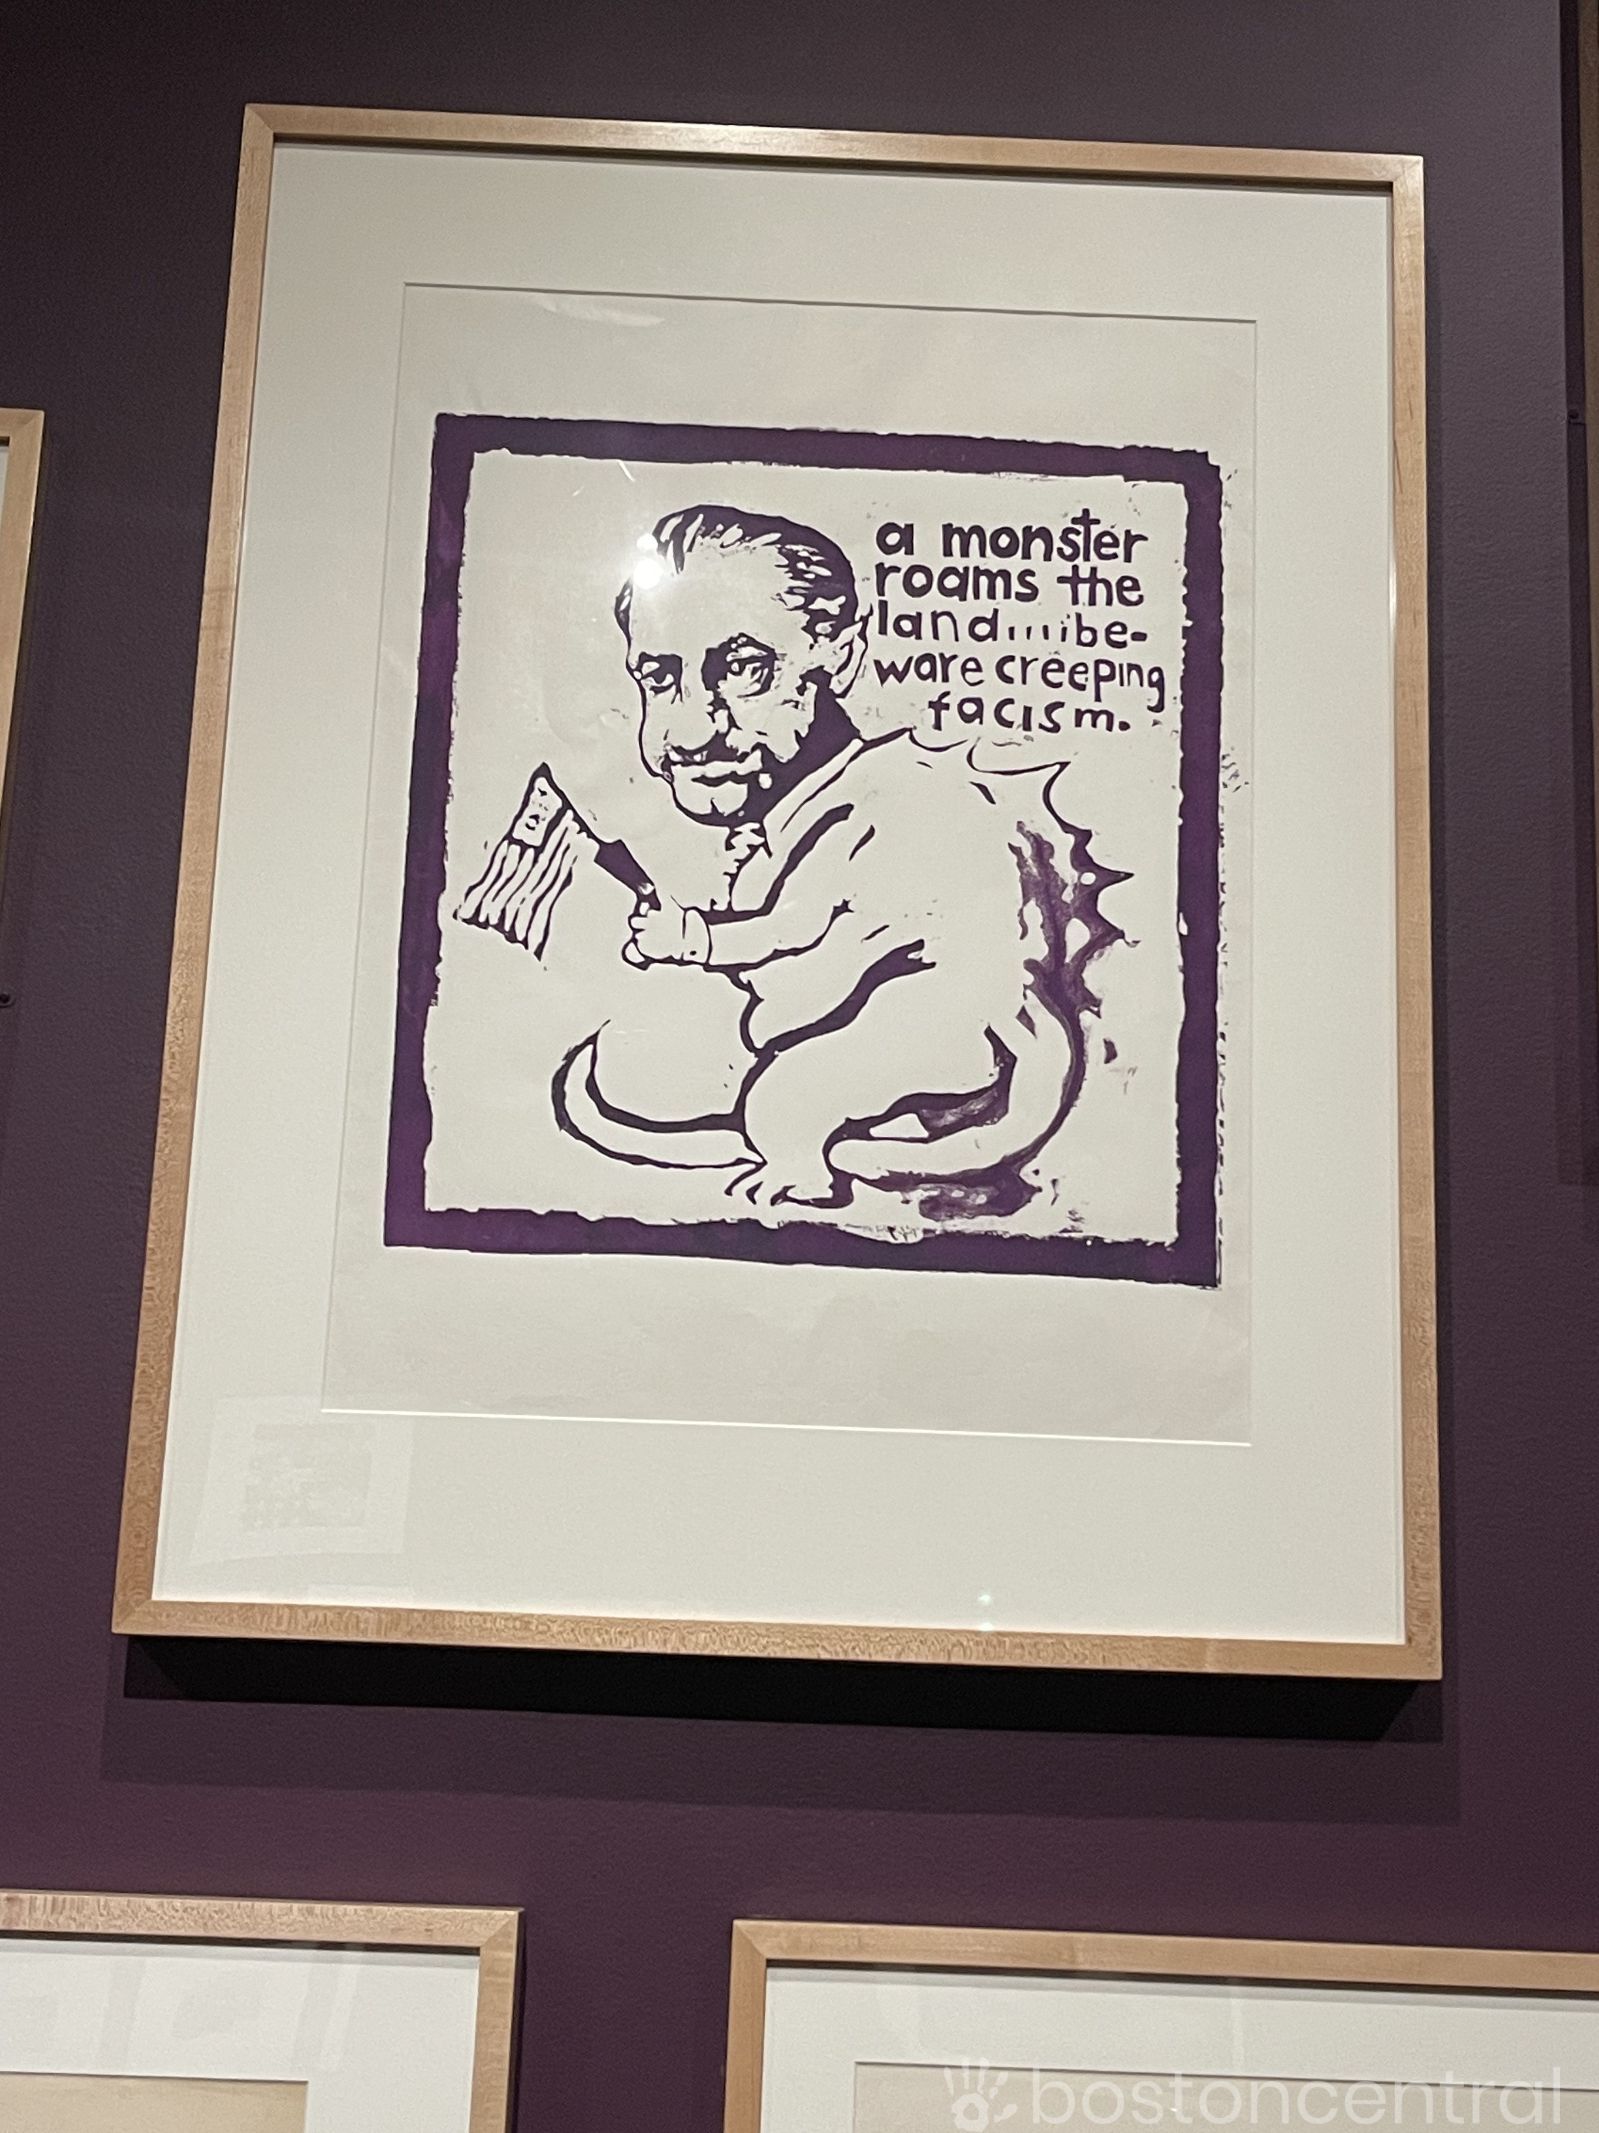 a monster
roams the
land....be-
ware creeping
facism.
bostoncentral